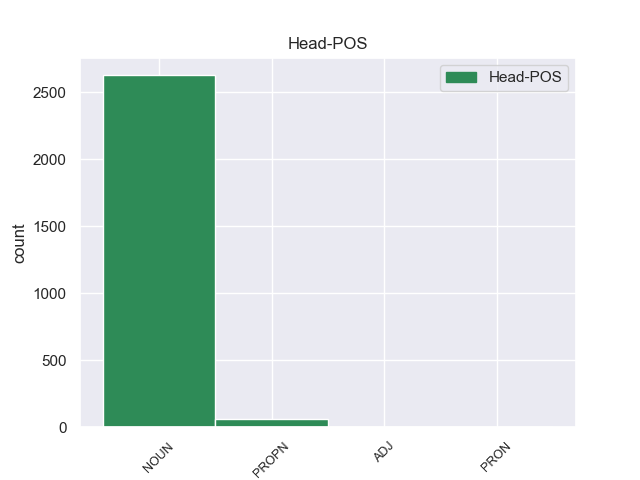 Head-POS
Head-POS
count
2500
2000
1500
1000
500
0
NOUN
PROPN
ADJ
PRON